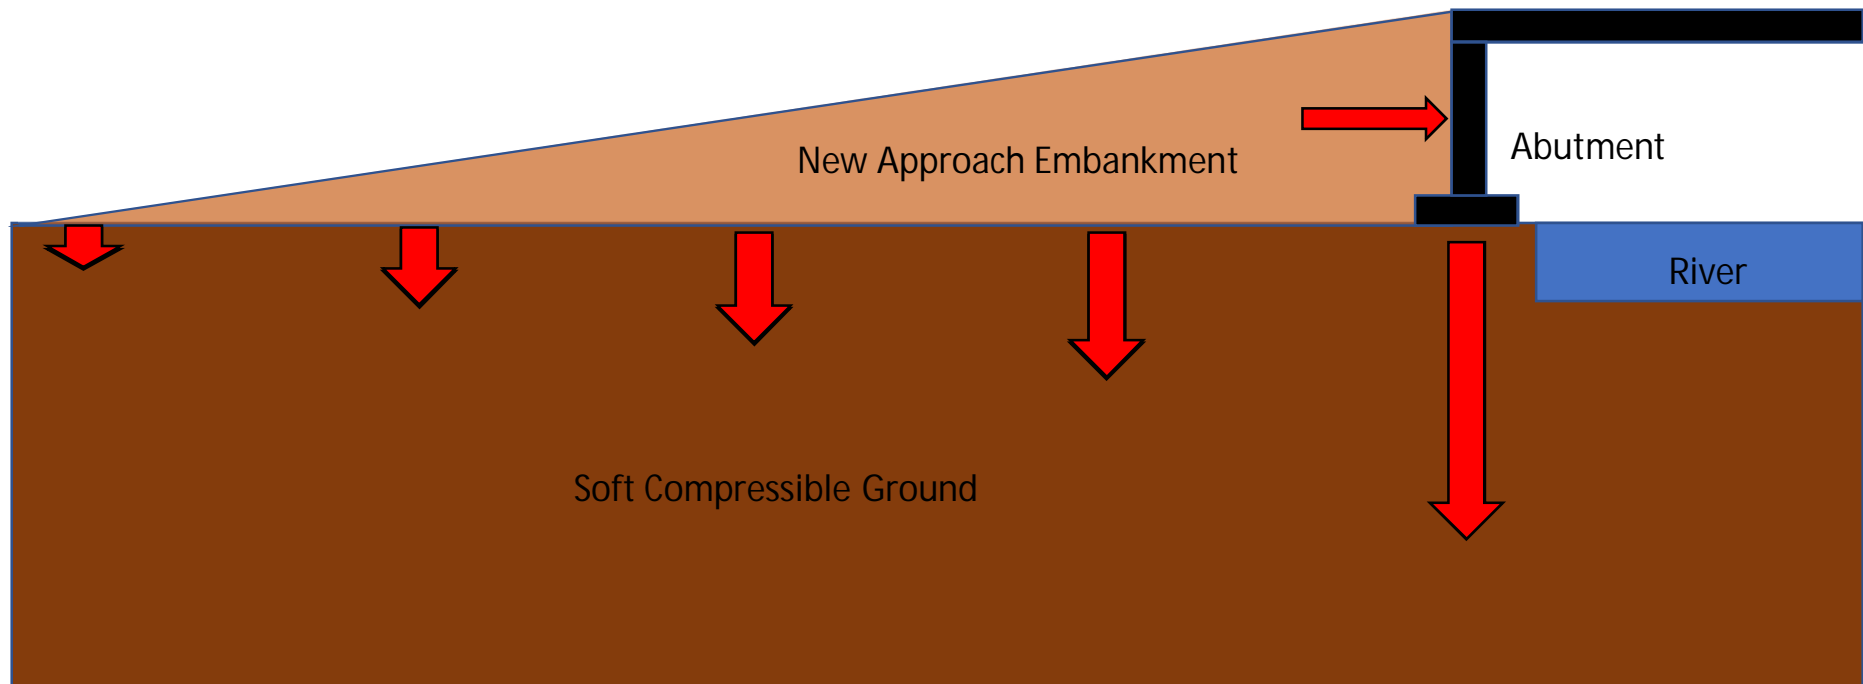 New Approach Embankment
Abutment
River
Soft Compressible Ground